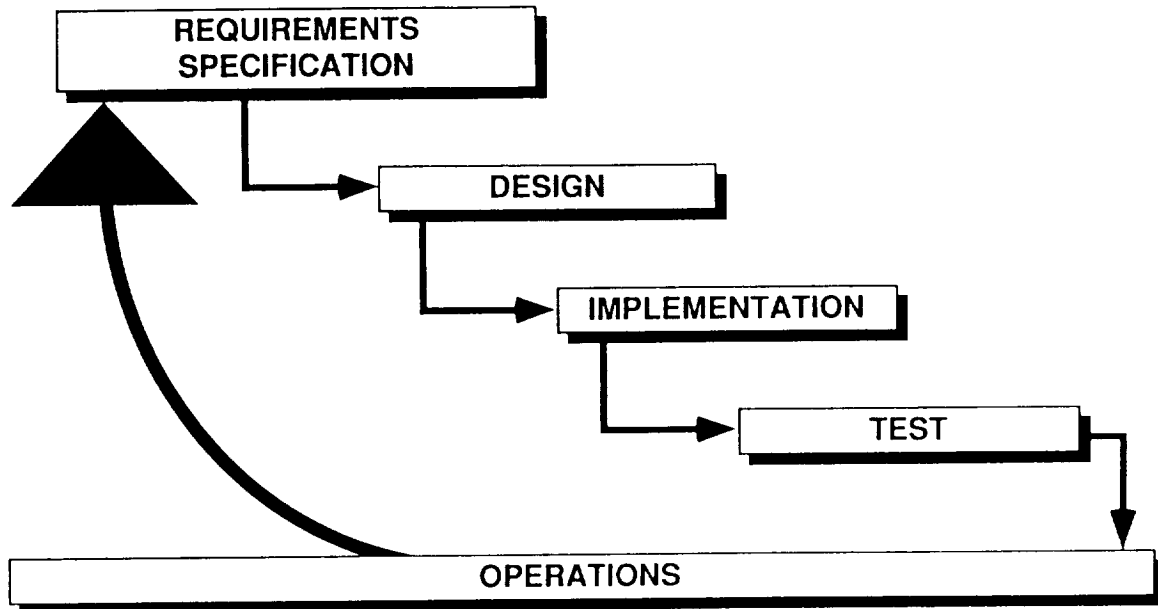 REQUIREMENTS
SPECIFICATION
DESIGN
IMPLEMENTATION
TEST
OPERATIONS